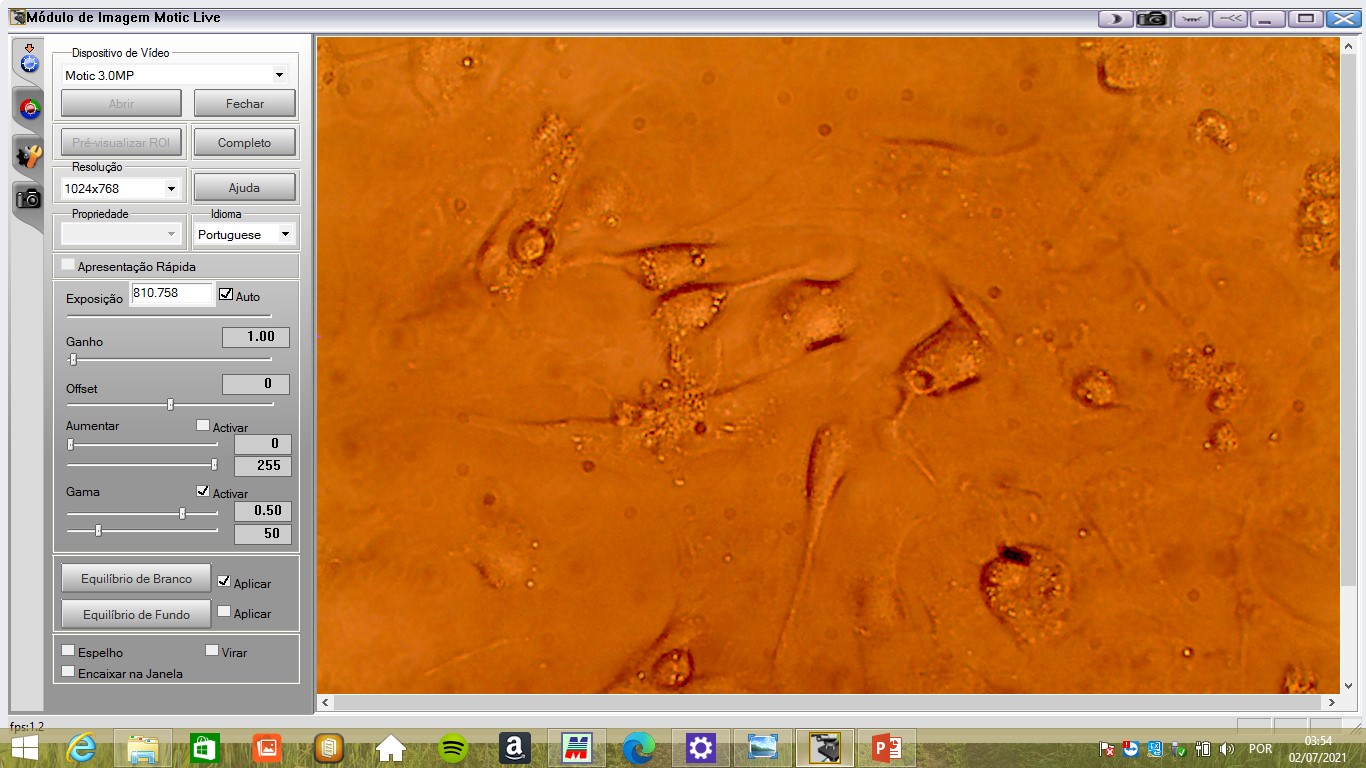 Módulo de Imagem Motic Live
Dispositivo de Vídeo
Motic 3.0MP
Abrir
Fechar
Pré-visualizar ROI
Completo
Resolução
1024x768
Ajuda
Propriedade
Idioma
Portuguese
Apresentação Rápida
Exposição
810.758
Auto
Ganho
1.00
Offset
0
Aumentar
Activar
0
255
Gama
Activar
0.50
50
Equilíbrio de Branco
Aplicar
Equilíbrio de Fundo
Aplicar
Espelho
Virar
Encaixar na Janela
fps:1.2
POR
03:54
02/07/2021